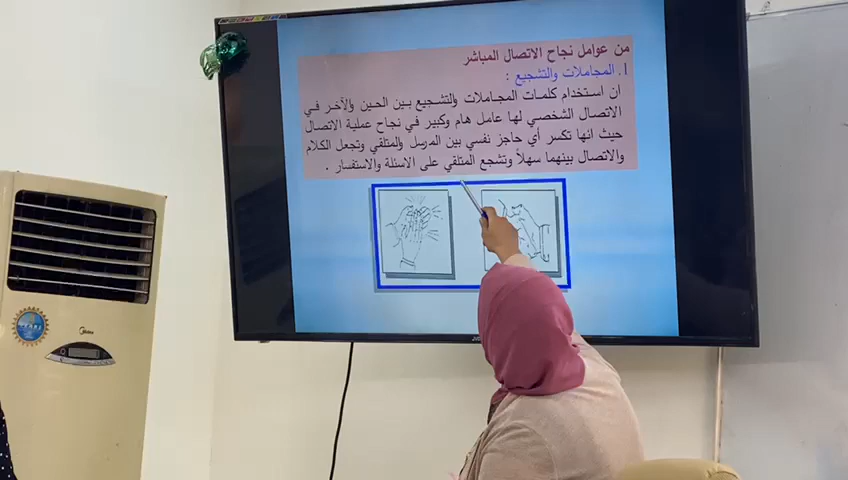 من عوامل نجاح الاتصال المباشر
1. المجاملات والتشجيع :
ان استخدام كلمات المجاملات والتشجيع بين الحين والآخر في
الاتصال الشخصي لها عامل هام وكبير في نجاح عملية الاتصال
حيث انها تكسر أي حاجز نفسي بين المرسل والمتلقي وتجعل الكلام
والاتصال بينهما سهلاً وتشجع المتلقي على الاسئلة والاستفسار .
Midea